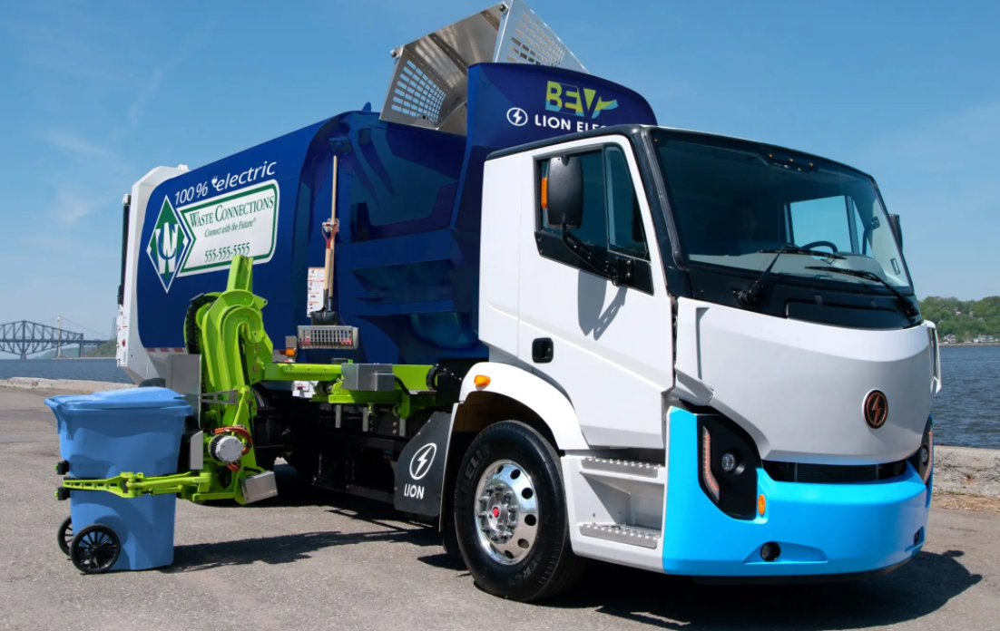 BEV
LION ELEC
100% electric
WASTE CONNECTIONS
Connect with the Future®
555-555-5555
LION